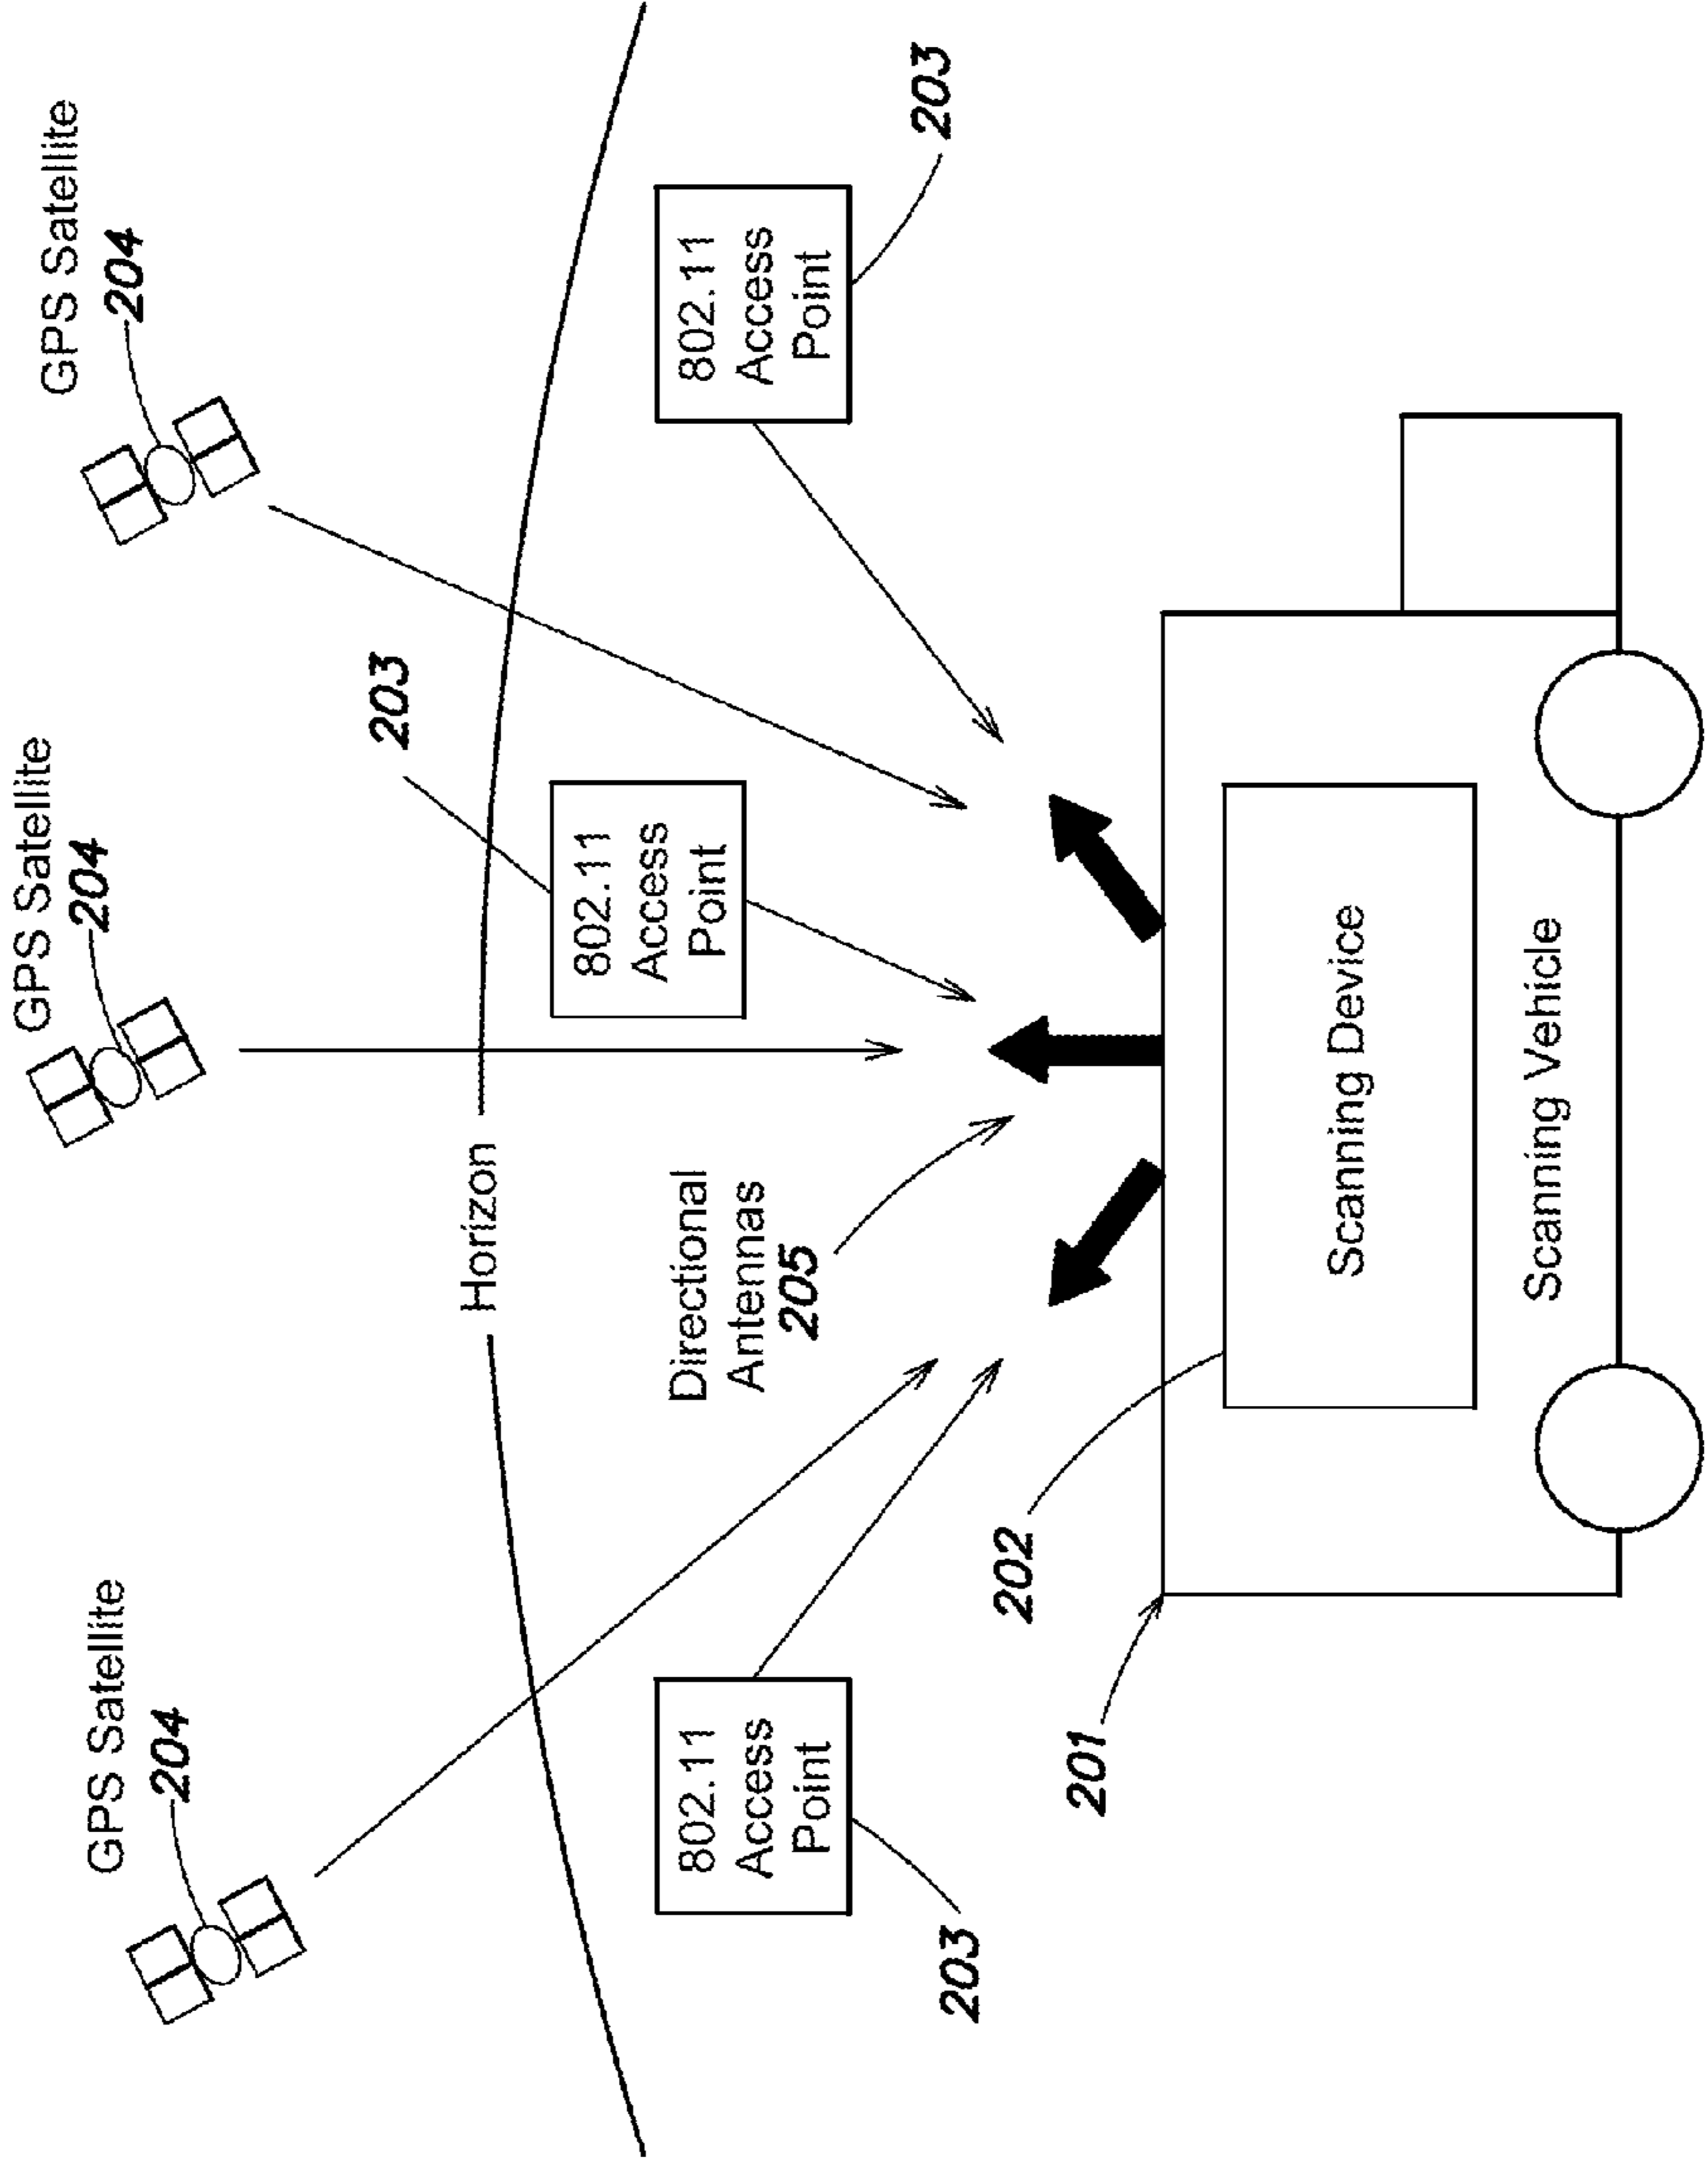 GPS Satellite
204
GPS Satellite
204
GPS Satellite
204
Horizon
203
802.11
Access
Point
802.11
Access
Point
203
Directional
Antennas
205
802.11
Access
Point
203
201
202
Scanning Device
Scanning Vehicle